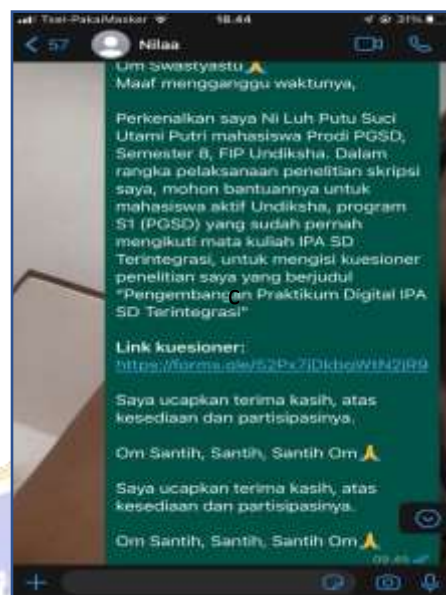 Tsel-PakaiMasker
18.44
31%
57
Nilaa
Om Swastyastu🙏
Maaf mengganggu waktunya,
Perkenalkan saya Ni Luh Putu Suci
Utami Putri mahasiswa Prodi PGSD,
Semester 8, FIP Undiksha. Dalam
rangka pelaksanaan penelitian skripsi
saya, mohon bantuannya untuk
mahasiswa aktif Undiksha, program
S1 (PGSD) yang sudah pernah
mengikuti mata kuliah IPA SD
Terintegrasi, untuk mengisi kuesioner
penelitian saya yang berjudul
"Pengembangan Praktikum Digital IPA
SD Terintegrasi"
c
Link kuesioner:
Saya ucapkan terima kasih, atas
kesediaan dan partisipasinya.
Om Santih, Santih, Santih Om🙏
Saya ucapkan terima kasih, atas
kesediaan dan partisipasinya.
Om Santih, Santih, Santih Om🙏